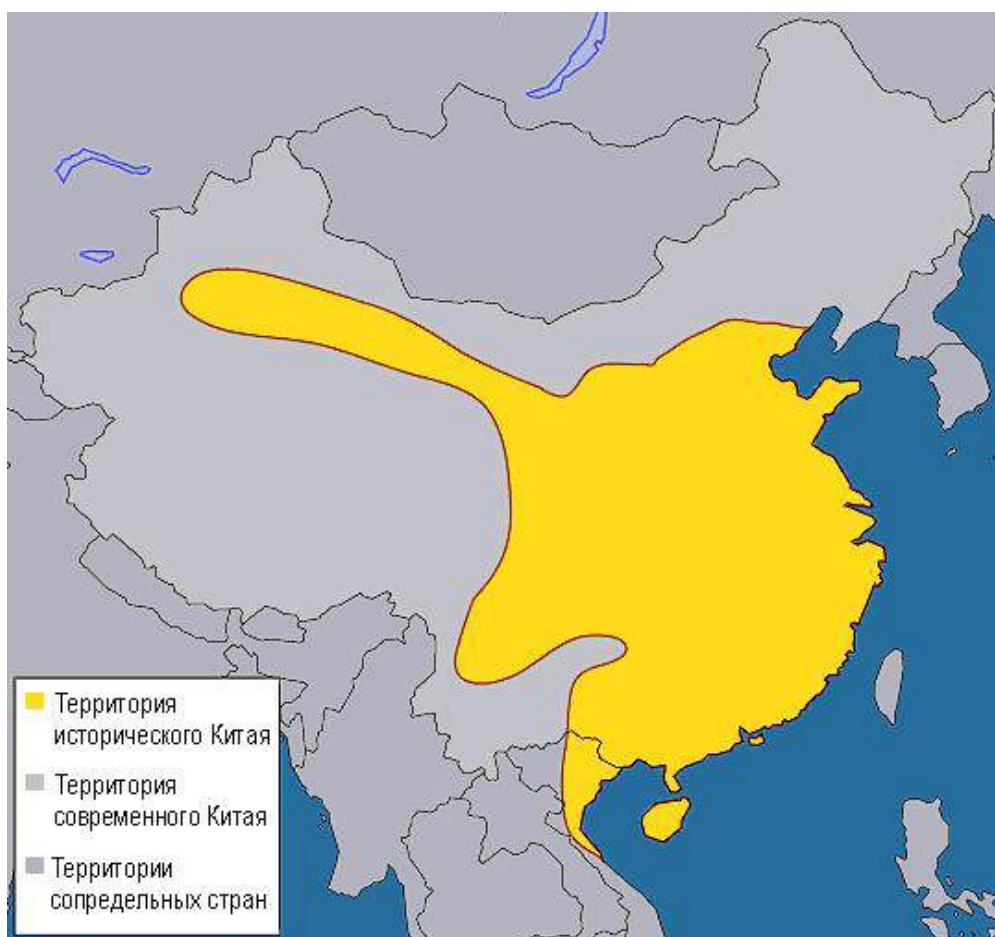 Территория
исторического Китая
Территория
современного Китая
Территории
сопредельных стран